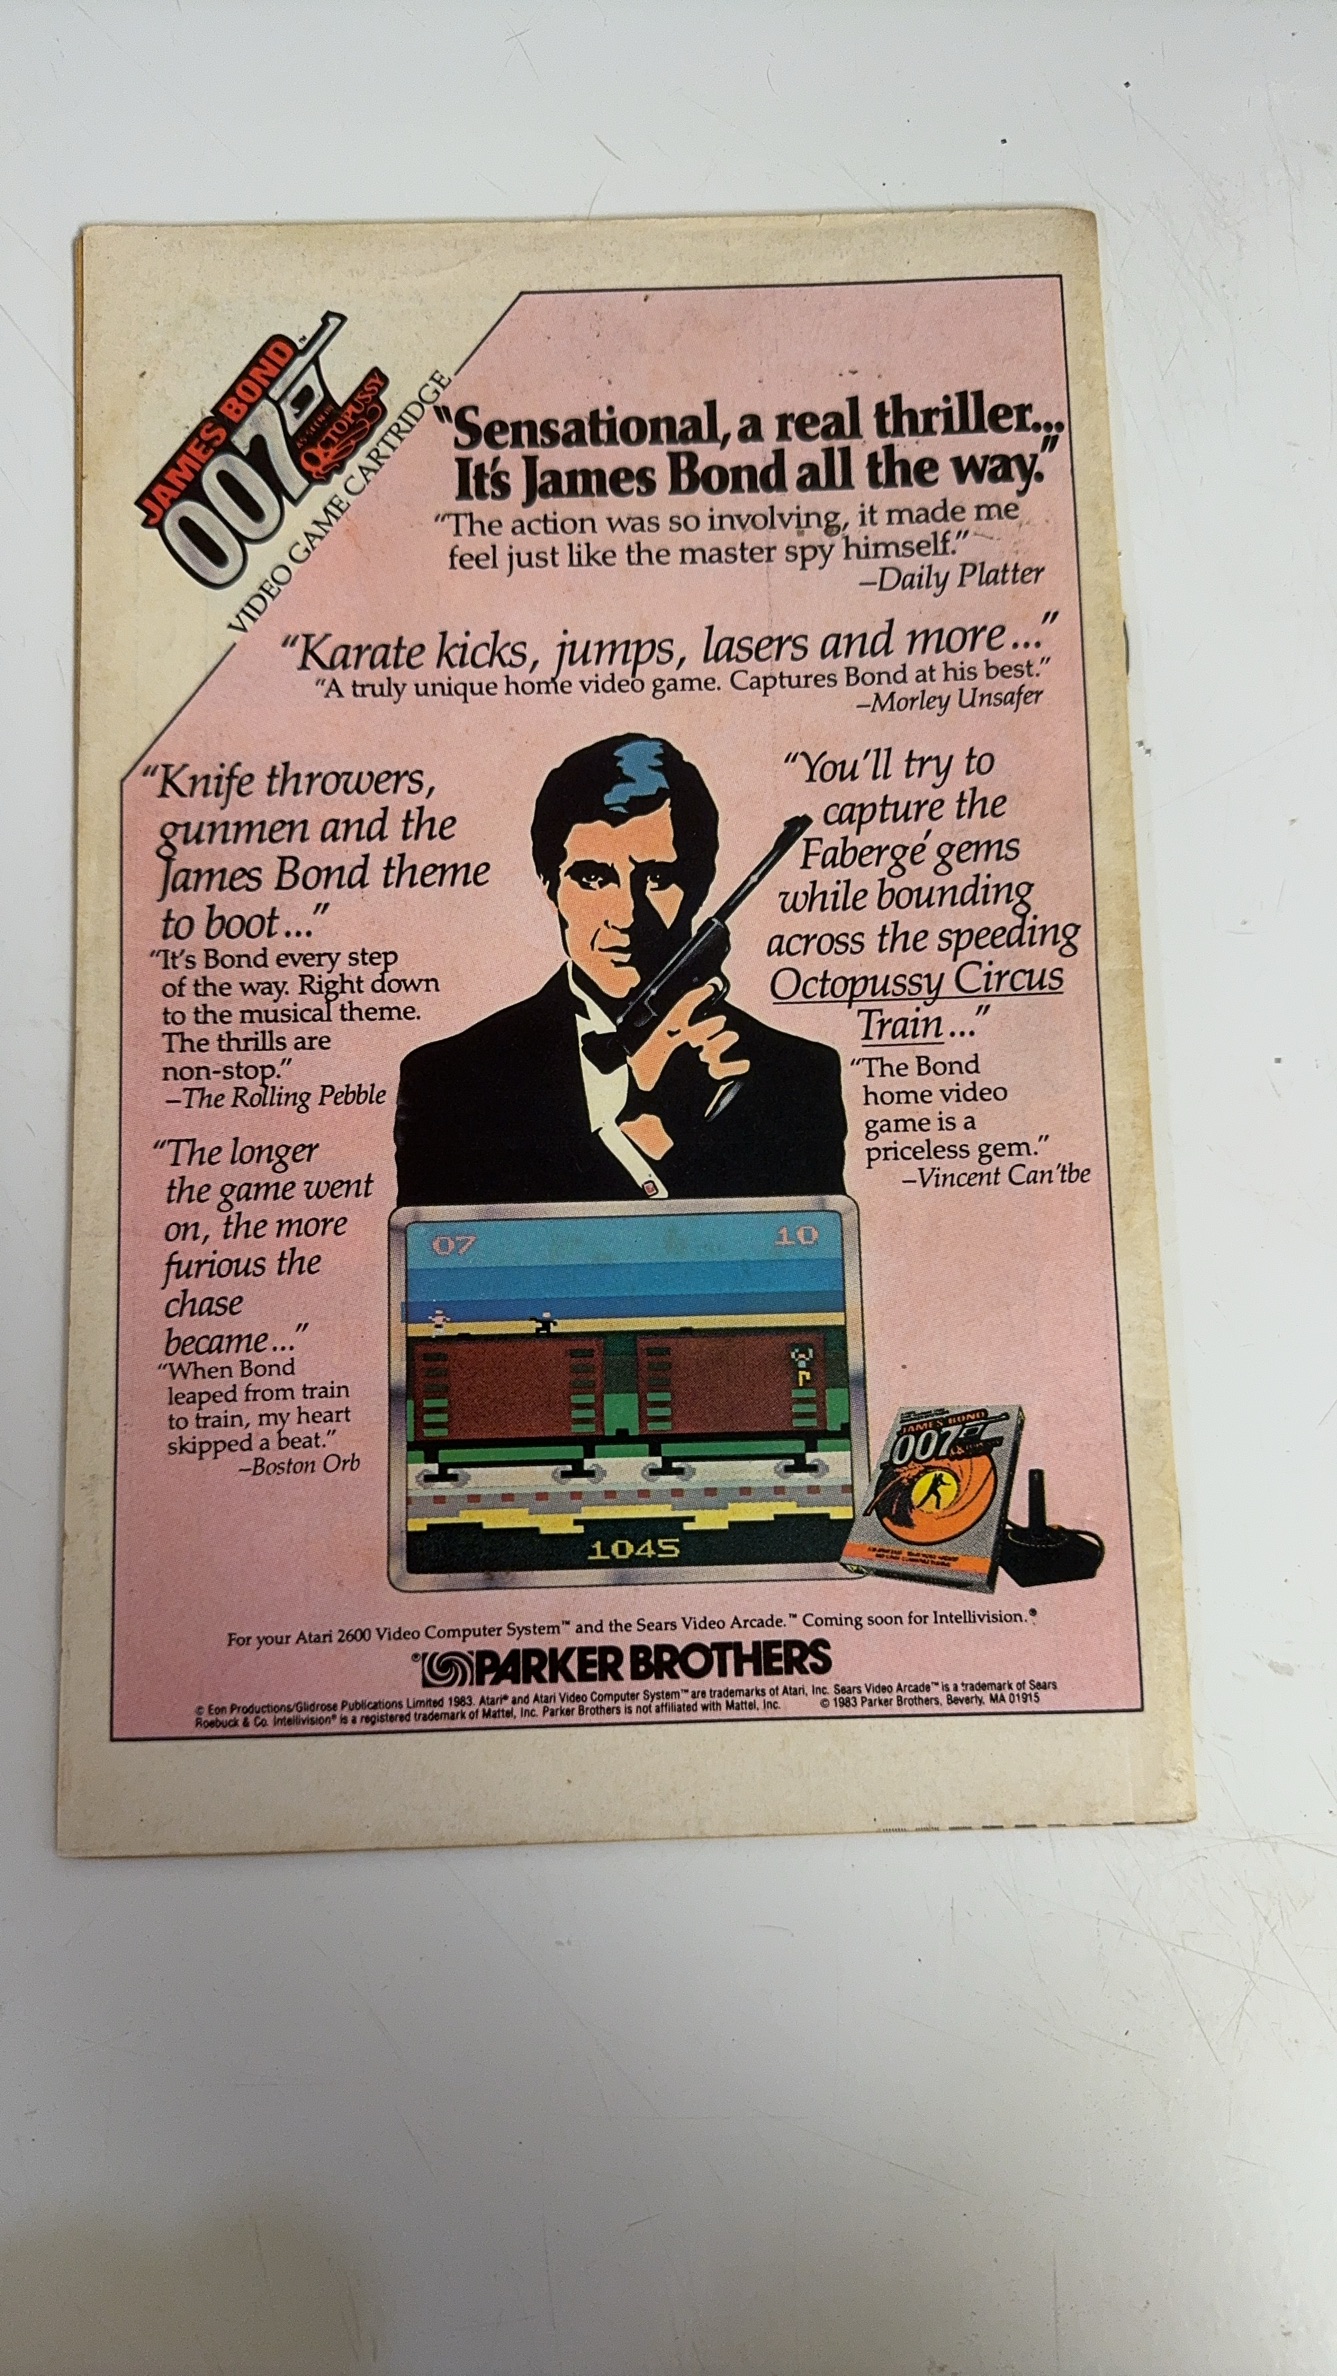 JAMES BOND™
007
AS SEEN IN
OCTOPUSSY
VIDEO GAME CARTRIDGE
"Sensational, a real thriller...
It's James Bond all the way."
"The action was so involving, it made me
feel just like the master spy himself."
–Daily Platter
"Karate kicks, jumps, lasers and more..."
"A truly unique home video game. Captures Bond at his best."
–Morley Unsafer
"Knife throwers,
gunmen and the
James Bond theme
to boot..."
"It's Bond every step
of the way. Right down
to the musical theme.
The thrills are
non-stop."
–The Rolling Pebble
"The longer
the game went
on, the more
furious the
chase
became..."
"When Bond
leaped from train
to train, my heart
skipped a beat."
–Boston Orb
"You'll try to
capture the
Fabergé gems
while bounding
across the speeding
Octopussy Circus
Train..."
"The Bond
home video
game is a
priceless gem."
–Vincent Can'tbe
07 10
1045
JAMES BOND
007
For your Atari 2600 Video Computer System™ and the Sears Video Arcade.™ Coming soon for Intellivision.®
PARKER BROTHERS
© Eon Productions/Glidrose Publications Limited 1983. Atari® and Atari Video Computer System™ are trademarks of Atari, Inc. Sears Video Arcade™ is a trademark of Sears
Roebuck & Co. Intellivision® is a registered trademark of Mattel, Inc. Parker Brothers is not affiliated with Mattel, Inc. © 1983 Parker Brothers, Beverly, MA 01915